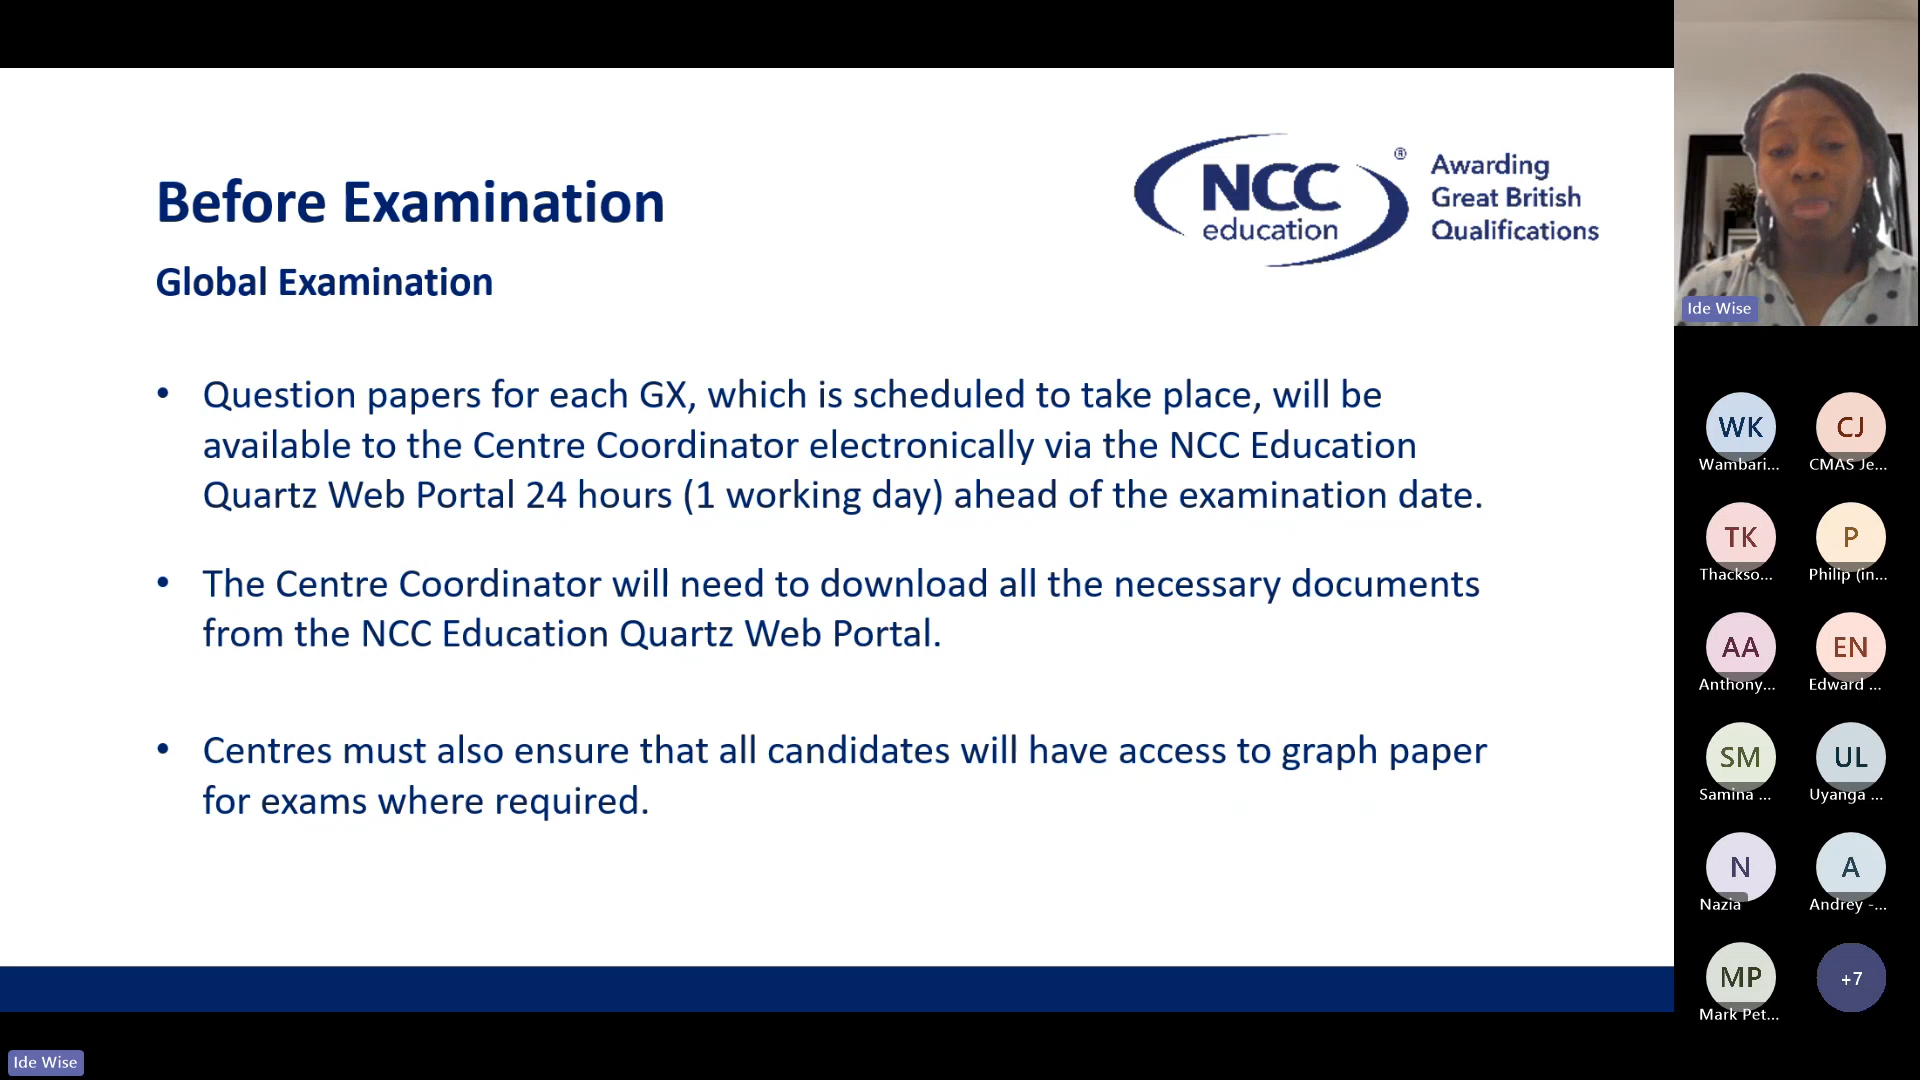 Before Examination
Global Examination
NCC
education
®
Awarding
Great British
Qualifications
• Question papers for each GX, which is scheduled to take place, will be
available to the Centre Coordinator electronically via the NCC Education
Quartz Web Portal 24 hours (1 working day) ahead of the examination date.
• The Centre Coordinator will need to download all the necessary documents
from the NCC Education Quartz Web Portal.
• Centres must also ensure that all candidates will have access to graph paper
for exams where required.
Ide Wise
WK
Wambari...
CJ
CMAS Je...
TK
Thackso...
P
Philip (in...
AA
Anthony...
EN
Edward ...
SM
Samina ...
UL
Uyanga ...
N
Nazia
A
Andrey -...
MP
Mark Pet...
+7
Ide Wise